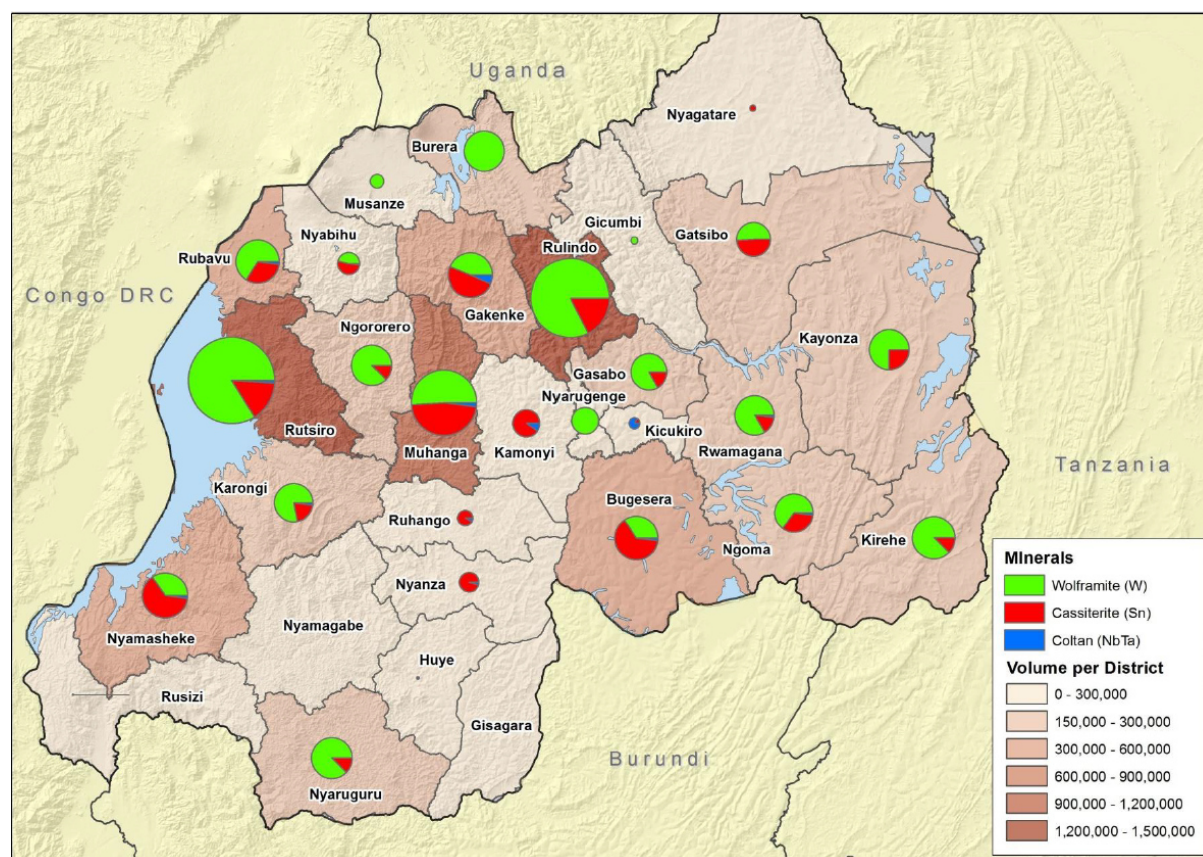 Uganda
Nyagatare
Burera
Musanze
Gicumbi
Nyabihu
Gatsibo
Rulindo
Rubavu
Congo DRC
Gakenke
Ngororero
Kayonza
Gasabo
Nyarugenge
Rutsiro
Muhanga
Kamonyi
Kicukiro
Rwamagana
Tanzania
Karongi
Bugesera
Ruhango
Ngoma
Kirehe
Nyanza
Nyamasheke
Nyamagabe
Huye
Rusizi
Gisagara
Burundi
Nyaruguru
MInerals
Wolframite (W)
Cassiterite (Sn)
Coltan (NbTa)
Volume per District
0 - 300,000
150,000 - 300,000
300,000 - 600,000
600,000 - 900,000
900,000 - 1,200,000
1,200,000 - 1,500,000